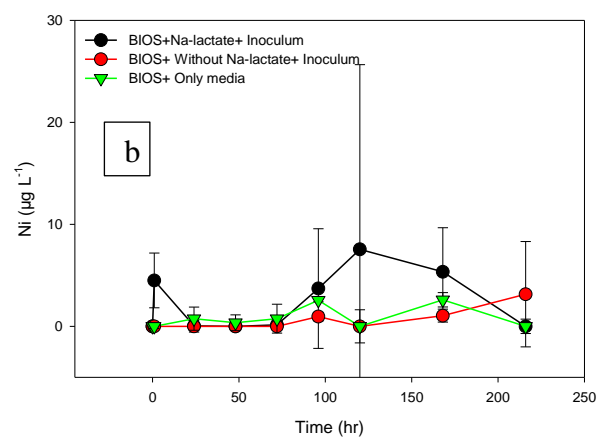 30
BIOS+Na-lactate+ Inoculum
BIOS+ Without Na-lactate+ Inoculum
BIOS+ Only media
20
b
10
0
Ni (µg L⁻¹)
0 50 100 150 200 250
Time (hr)